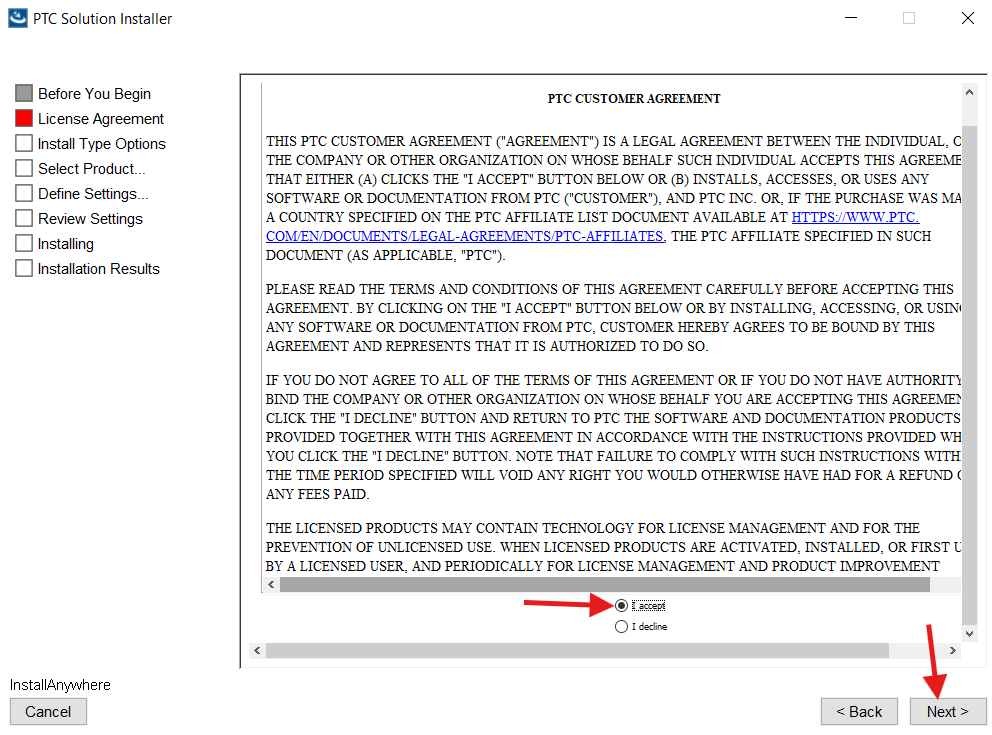 PTC Solution Installer
Before You Begin
License Agreement
Install Type Options
Select Product...
Define Settings...
Review Settings
Installing
Installation Results
PTC CUSTOMER AGREEMENT
THIS PTC CUSTOMER AGREEMENT ("AGREEMENT") IS A LEGAL AGREEMENT BETWEEN THE INDIVIDUAL, O
THE COMPANY OR OTHER ORGANIZATION ON WHOSE BEHALF SUCH INDIVIDUAL ACCEPTS THIS AGREEME
THAT EITHER (A) CLICKS THE "I ACCEPT" BUTTON BELOW OR (B) INSTALLS, ACCESSES, OR USES ANY
SOFTWARE OR DOCUMENTATION FROM PTC ("CUSTOMER"), AND PTC INC. OR, IF THE PURCHASE WAS MA
A COUNTRY SPECIFIED ON THE PTC AFFILIATE LIST DOCUMENT AVAILABLE AT HTTPS://WWW.PTC.
COM/EN/DOCUMENTS/LEGAL-AGREEMENTS/PTC-AFFILIATES, THE PTC AFFILIATE SPECIFIED IN SUCH
DOCUMENT (AS APPLICABLE, "PTC").
PLEASE READ THE TERMS AND CONDITIONS OF THIS AGREEMENT CAREFULLY BEFORE ACCEPTING THIS
AGREEMENT. BY CLICKING ON THE "I ACCEPT" BUTTON BELOW OR BY INSTALLING, ACCESSING, OR USING
ANY SOFTWARE OR DOCUMENTATION FROM PTC, CUSTOMER HEREBY AGREES TO BE BOUND BY THIS
AGREEMENT AND REPRESENTS THAT IT IS AUTHORIZED TO DO SO.
IF YOU DO NOT AGREE TO ALL OF THE TERMS OF THIS AGREEMENT OR IF YOU DO NOT HAVE AUTHORITY
BIND THE COMPANY OR OTHER ORGANIZATION ON WHOSE BEHALF YOU ARE ACCEPTING THIS AGREEMEN
CLICK THE "I DECLINE" BUTTON AND RETURN TO PTC THE SOFTWARE AND DOCUMENTATION PRODUCTS
PROVIDED TOGETHER WITH THIS AGREEMENT IN ACCORDANCE WITH THE INSTRUCTIONS PROVIDED WH
YOU CLICK THE "I DECLINE" BUTTON. NOTE THAT FAILURE TO COMPLY WITH SUCH INSTRUCTIONS WITH
THE TIME PERIOD SPECIFIED WILL VOID ANY RIGHT YOU WOULD OTHERWISE HAVE HAD FOR A REFUND O
ANY FEES PAID.
THE LICENSED PRODUCTS MAY CONTAIN TECHNOLOGY FOR LICENSE MANAGEMENT AND FOR THE
PREVENTION OF UNLICENSED USE. WHEN LICENSED PRODUCTS ARE ACTIVATED, INSTALLED, OR FIRST U
BY A LICENSED USER, AND PERIODICALLY FOR LICENSE MANAGEMENT AND PRODUCT IMPROVEMENT
I accept
I decline
InstallAnywhere
Cancel
< Back
Next >